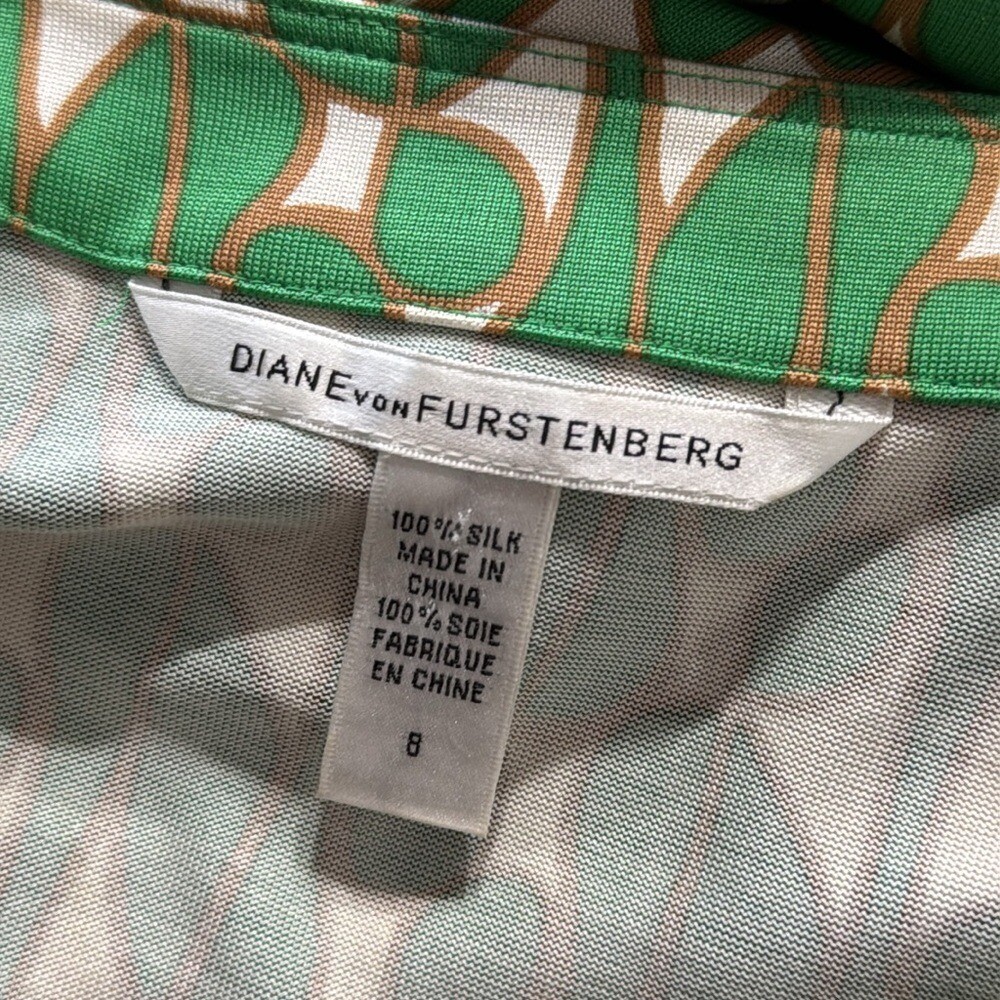 DIANE VON FURSTENBERG
100% SILK
MADE IN
CHINA
100% SOIE
FABRIQUE
EN CHINE
8